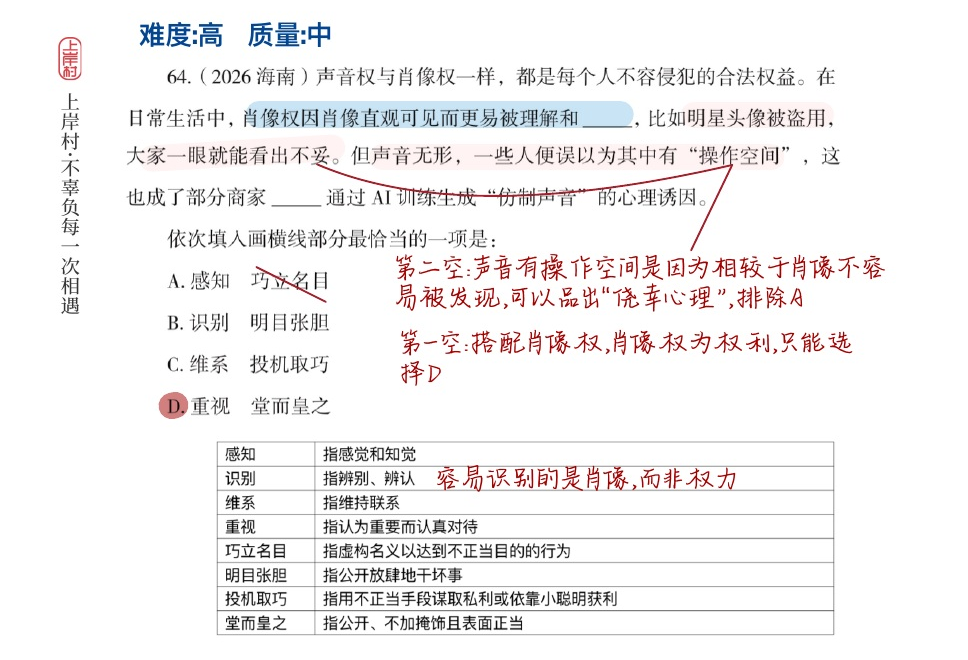 难度:高 质量:中
上岸村
上岸村·不辜负每一次相遇
64.（2026 海南）声音权与肖像权一样，都是每个人不容侵犯的合法权益。在
日常生活中，肖像权因肖像直观可见而更易被理解和_____，比如明星头像被盗用，
大家一眼就能看出不妥。但声音无形，一些人便误以为其中有“操作空间”，这
也成了部分商家_____通过 AI 训练生成“仿制声音”的心理诱因。
依次填入画横线部分最恰当的一项是：
A. 感知 巧立名目
B. 识别 明目张胆
C. 维系 投机取巧
D. 重视 堂而皇之
第二空:声音有操作空间是因为相较于肖像不容
易被发现,可以品出“侥幸心理”,排除A
第一空:搭配肖像权,肖像权为权利,只能选
择D
感知 指感觉和知觉
识别 指辨别、辨认 容易识别的是肖像,而非权力
维系 指维持联系
重视 指认为重要而认真对待
巧立名目 指虚构名义以达到不正当目的的行为
明目张胆 指公开放肆地干坏事
投机取巧 指用不正当手段谋取私利或依靠小聪明获利
堂而皇之 指公开、不加掩饰且表面正当